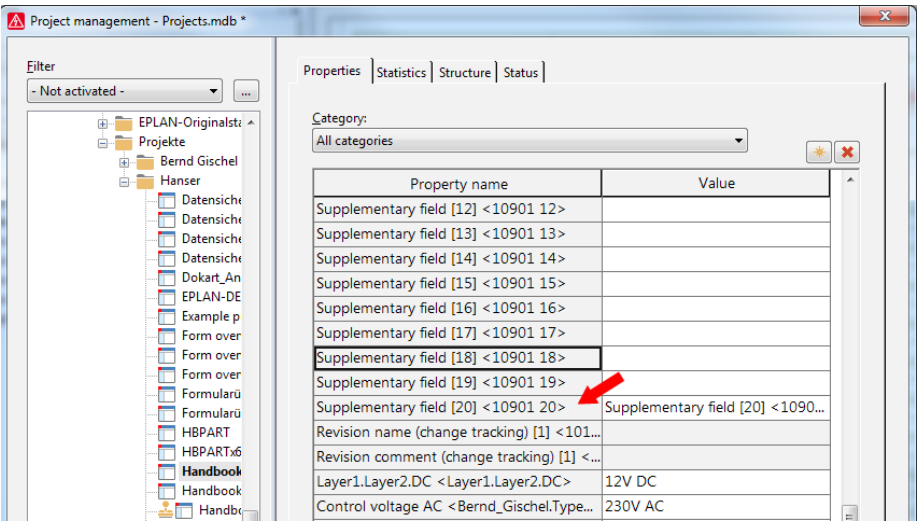 Project management - Projects.mdb *
Filter
- Not activated -
...
EPLAN-Originalsta
Projekte
Bernd Gischel
Hanser
Datensiche
Datensiche
Datensiche
Datensiche
Dokart_An
EPLAN-DE
Example p
Form over
Form over
Form over
Formularü
Formularü
HBPART
HBPARTx6
Handbook
Handbook
Handbo
Properties
Statistics
Structure
Status
Category:
All categories
Property name Value
Supplementary field [12] <10901 12>
Supplementary field [13] <10901 13>
Supplementary field [14] <10901 14>
Supplementary field [15] <10901 15>
Supplementary field [16] <10901 16>
Supplementary field [17] <10901 17>
Supplementary field [18] <10901 18>
Supplementary field [19] <10901 19>
Supplementary field [20] <10901 20> Supplementary field [20] <1090...
Revision name (change tracking) [1] <101...
Revision comment (change tracking) [1] <...
Layer1.Layer2.DC <Layer1.Layer2.DC> 12V DC
Control voltage AC <Bernd_Gischel.Type... 230V AC